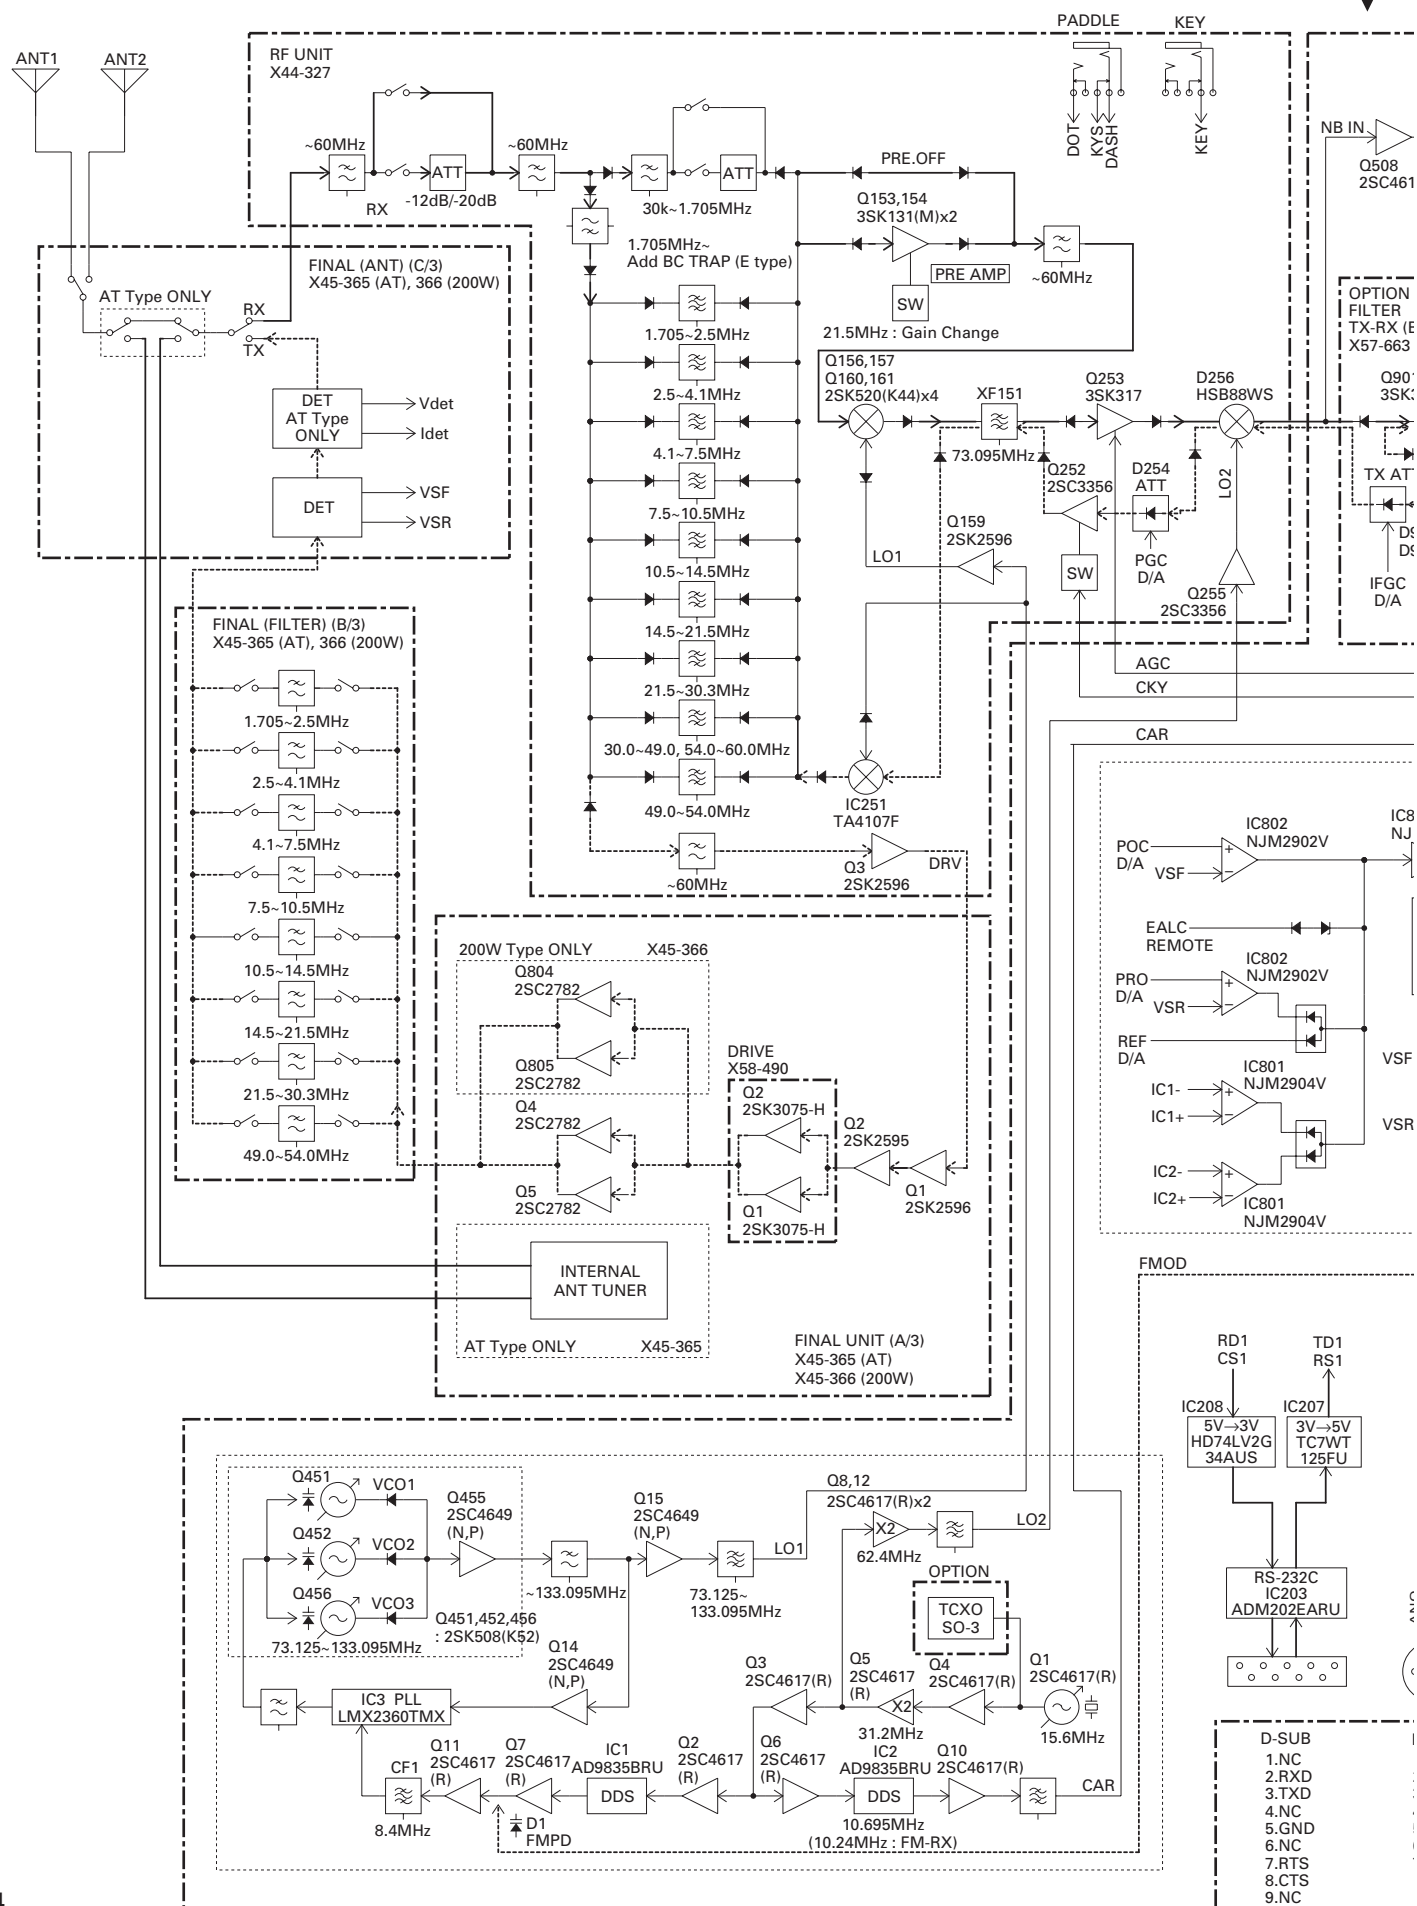 ANT1
ANT2
RF UNIT
X44-327
~60MHz
RX
ATT
-12dB/-20dB
~60MHz
ATT
30k~1.705MHz
1.705MHz~
Add BC TRAP (E type)
PRE.OFF
Q153,154
3SK131(M)x2
PRE AMP
SW
21.5MHz : Gain Change
~60MHz
PADDLE
KEY
DOT
KYS
DASH
KEY
NB IN
Q508
2SC461
OPTION
FILTER
TX-RX (E
X57-663
Q901
TX ATT
IFGC
D/A
FINAL (ANT) (C/3)
X45-365 (AT), 366 (200W)
AT Type ONLY
RX
TX
DET
AT Type
ONLY
Vdet
Idet
DET
VSF
VSR
1.705~2.5MHz
2.5~4.1MHz
4.1~7.5MHz
7.5~10.5MHz
10.5~14.5MHz
14.5~21.5MHz
21.5~30.3MHz
30.0~49.0, 54.0~60.0MHz
49.0~54.0MHz
~60MHz
Q156,157
Q160,161
2SK520(K44)x4
XF151
73.095MHz
Q253
3SK317
D256
HSB88WS
Q252
2SC3356
D254
ATT
LO2
SW
PGC
D/A
Q255
2SC3356
Q159
2SK2596
LO1
AGC
CKY
CAR
IC251
TA4107F
Q3
2SK2596
DRV
FINAL (FILTER) (B/3)
X45-365 (AT), 366 (200W)
1.705~2.5MHz
2.5~4.1MHz
4.1~7.5MHz
7.5~10.5MHz
10.5~14.5MHz
14.5~21.5MHz
21.5~30.3MHz
49.0~54.0MHz
200W Type ONLY
X45-366
Q804
2SC2782
Q805
2SC2782
Q4
2SC2782
Q5
2SC2782
DRIVE
X58-490
Q2
2SK3075-H
Q1
2SK3075-H
Q2
2SK2595
Q1
2SK2596
INTERNAL
ANT TUNER
AT Type ONLY
X45-365
FINAL UNIT (A/3)
X45-365 (AT)
X45-366 (200W)
POC
D/A
VSF
+
−
IC802
NJM2902V
EALC
REMOTE
PRO
D/A
VSR
+
−
IC802
NJM2902V
REF
D/A
IC1-
IC1+
+
−
IC801
NJM2904V
IC2-
IC2+
+
−
IC801
NJM2904V
IC8
NJ
VSF
VSR
FMOD
RD1
CS1
TD1
RS1
IC208
5V→3V
HD74LV2G
34AUS
IC207
3V→5V
TC7WT
125FU
RS-232C
IC203
ADM202EARU
D-SUB
1.NC
2.RXD
3.TXD
4.NC
5.GND
6.NC
7.RTS
8.CTS
9.NC
Q451
VCO1
Q452
VCO2
Q456
VCO3
73.125~133.095MHz
Q455
2SC4649
(N,P)
Q451,452,456
: 2SK508(K52)
~133.095MHz
Q15
2SC4649
(N,P)
73.125~
133.095MHz
LO1
Q14
2SC4649
(N,P)
IC3 PLL
LMX2360TMX
Q8,12
2SC4617(R)x2
X2
62.4MHz
LO2
OPTION
TCXO
SO-3
Q3
2SC4617(R)
Q5
2SC4617
(R)
X2
31.2MHz
Q4
2SC4617(R)
Q1
2SC4617(R)
15.6MHz
CF1
8.4MHz
Q11
2SC4617
(R)
Q7
2SC4617
(R)
D1
FMPD
IC1
AD9835BRU
DDS
Q2
2SC4617
(R)
Q6
2SC4617
(R)
IC2
AD9835BRU
DDS
10.695MHz
(10.24MHz : FM-RX)
Q10
2SC4617(R)
CAR